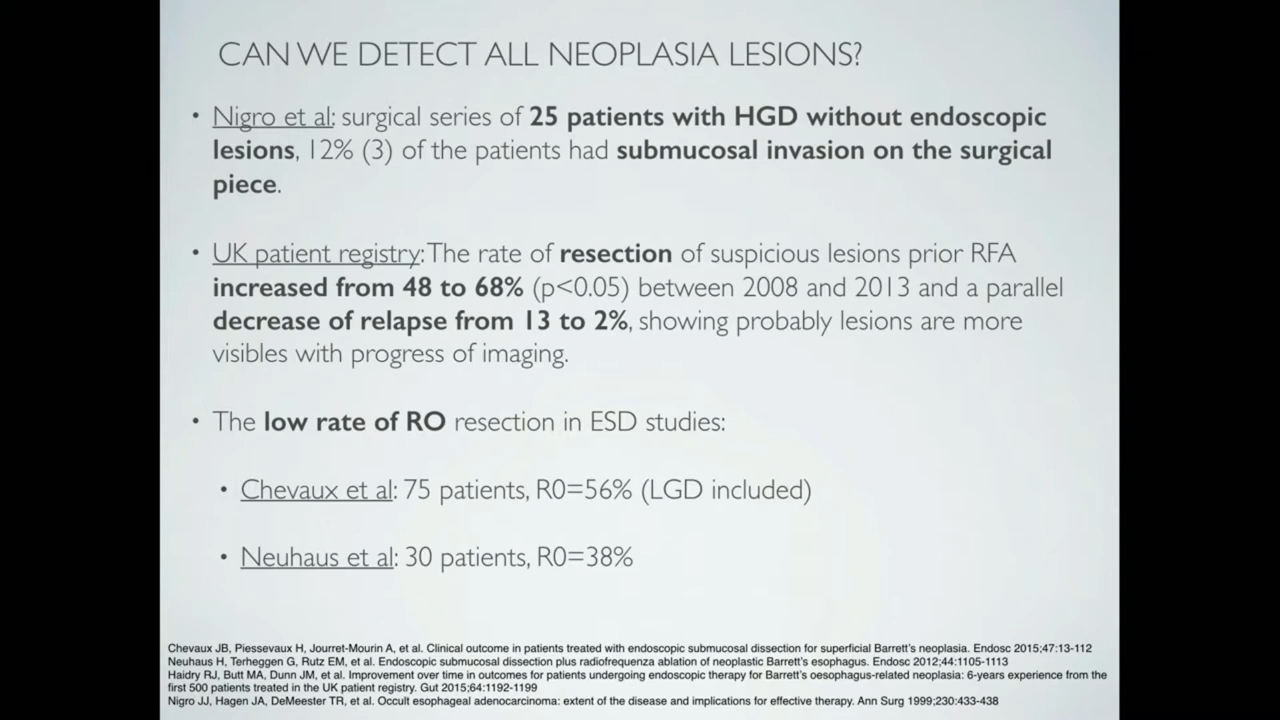 CAN WE DETECT ALL NEOPLASIA LESIONS?
• Nigro et al: surgical series of 25 patients with HGD without endoscopic
lesions, 12% (3) of the patients had submucosal invasion on the surgical
piece.
• UK patient registry: The rate of resection of suspicious lesions prior RFA
increased from 48 to 68% (p<0.05) between 2008 and 2013 and a parallel
decrease of relapse from 13 to 2%, showing probably lesions are more
visibles with progress of imaging.
• The low rate of RO resection in ESD studies:
• Chevaux et al: 75 patients, R0=56% (LGD included)
• Neuhaus et al: 30 patients, R0=38%
Chevaux JB, Piessevaux H, Jourret-Mourin A, et al. Clinical outcome in patients treated with endoscopic submucosal dissection for superficial Barrett's neoplasia. Endosc 2015;47:13-112
Neuhaus H, Terheggen G, Rutz EM, et al. Endoscopic submucosal dissection plus radiofrequenza ablation of neoplastic Barrett's esophagus. Endosc 2012;44:1105-1113
Haidry RJ, Butt MA, Dunn JM, et al. Improvement over time in outcomes for patients undergoing endoscopic therapy for Barrett's oesophagus-related neoplasia: 6-years experience from the
first 500 patients treated in the UK patient registry. Gut 2015;64:1192-1199
Nigro JJ, Hagen JA, DeMeester TR, et al. Occult esophageal adenocarcinoma: extent of the disease and implications for effective therapy. Ann Surg 1999;230:433-438